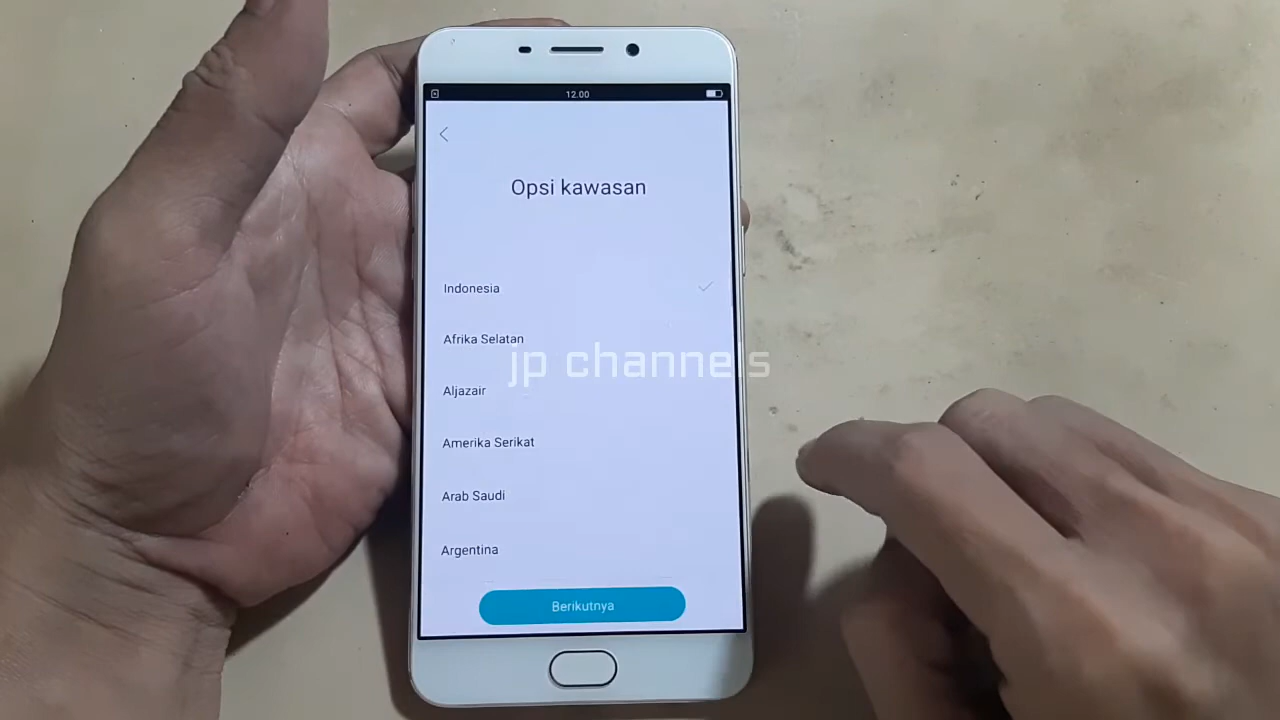 12.00
Opsi kawasan
Indonesia
Afrika Selatan
jp channels
Aljazair
Amerika Serikat
Arab Saudi
Argentina
Berikutnya